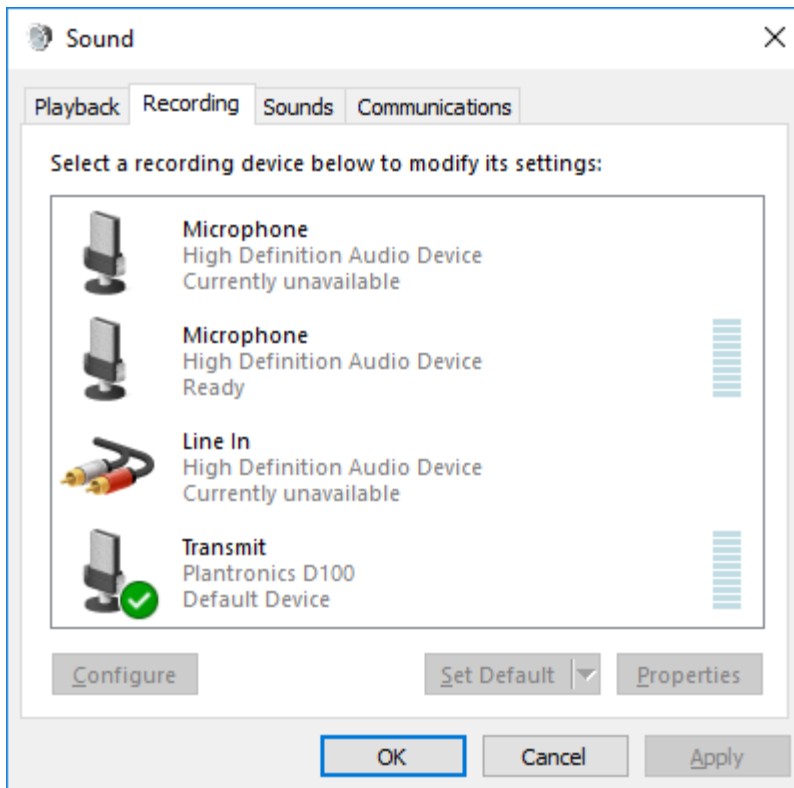 Sound
Playback Recording Sounds Communications
Select a recording device below to modify its settings:
Microphone
High Definition Audio Device
Currently unavailable
Microphone
High Definition Audio Device
Ready
Line In
High Definition Audio Device
Currently unavailable
Transmit
Plantronics D100
Default Device
Configure Set Default Properties
OK Cancel Apply